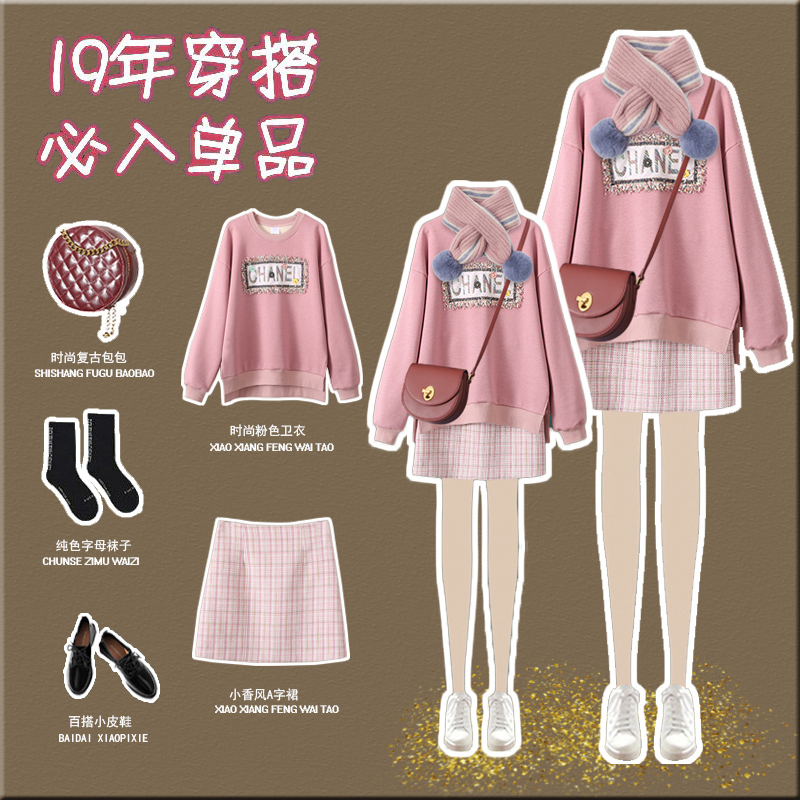 19年穿搭
必入单品
时尚复古包包
SHISHANG FUGU BAOBAO
CHANEL
时尚粉色卫衣
XIAO XIANG FENG WAI TAO
纯色字母袜子
CHUNSE ZIMU WAIZI
小香风A字裙
XIAO XIANG FENG WAI TAO
百搭小皮鞋
BAIDAI XIAOPIXIE
CHANEL
CHANEL